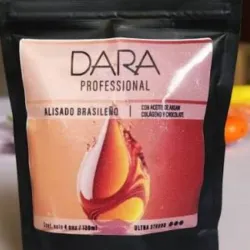 DARA
PROFESSIONAL
ALISADO BRASILEÑO
CON ACEITE DE ARGAN
COLÁGENO Y CHOCOLATE
ULTRA STRONG